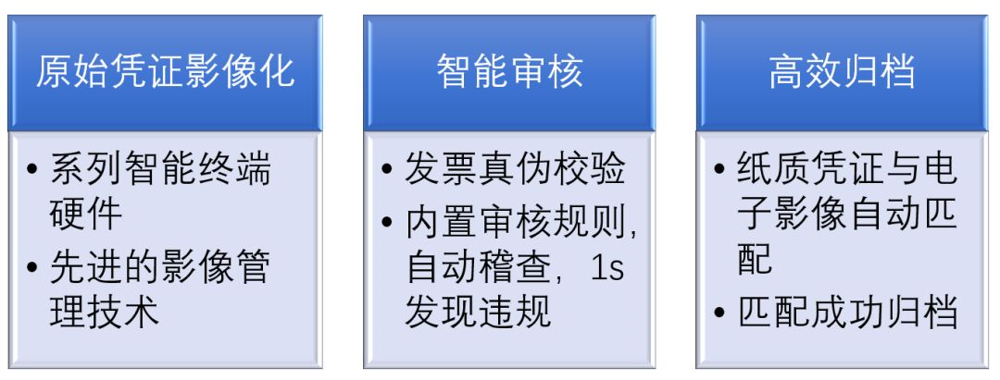 原始凭证影像化
• 系列智能终端
硬件
• 先进的影像管
理技术
智能审核
• 发票真伪校验
• 内置审核规则,
自动稽查, 1s
发现违规
高效归档
• 纸质凭证与电
子影像自动匹
配
• 匹配成功归档